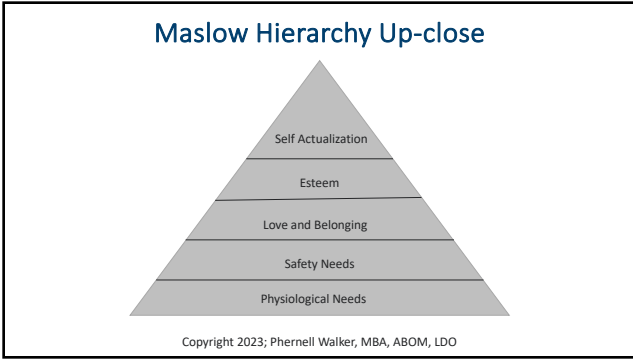 Maslow Hierarchy Up-close
Self Actualization
Esteem
Love and Belonging
Safety Needs
Physiological Needs
Copyright 2023; Phernell Walker, MBA, ABOM, LDO